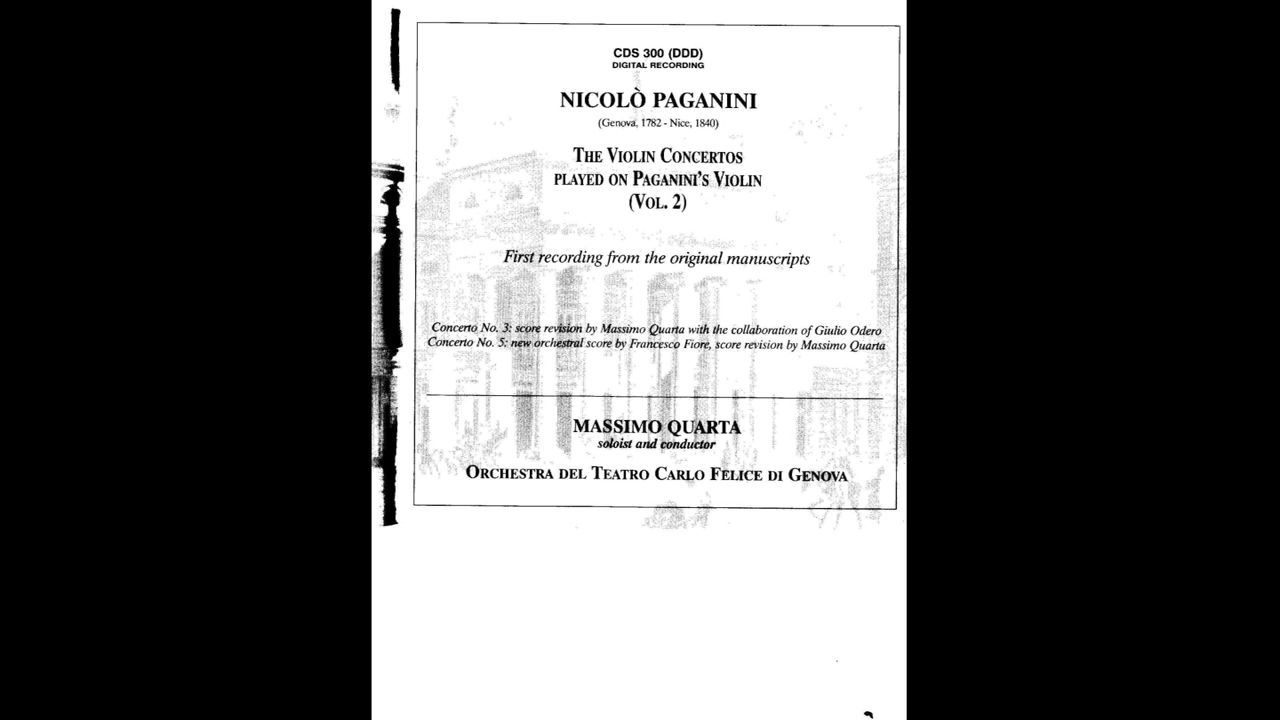 CDS 300 (DDD)
DIGITAL RECORDING
NICOLÒ PAGANINI
(Genova, 1782 - Nice, 1840)
THE VIOLIN CONCERTOS
PLAYED ON PAGANINI'S VIOLIN
(VOL. 2)
First recording from the original manuscripts
Concerto No. 3: score revision by Massimo Quarta with the collaboration of Giulio Odero
Concerto No. 5: new orchestral score by Francesco Fiore, score revision by Massimo Quarta
MASSIMO QUARTA
soloist and conductor
ORCHESTRA DEL TEATRO CARLO FELICE DI GENOVA